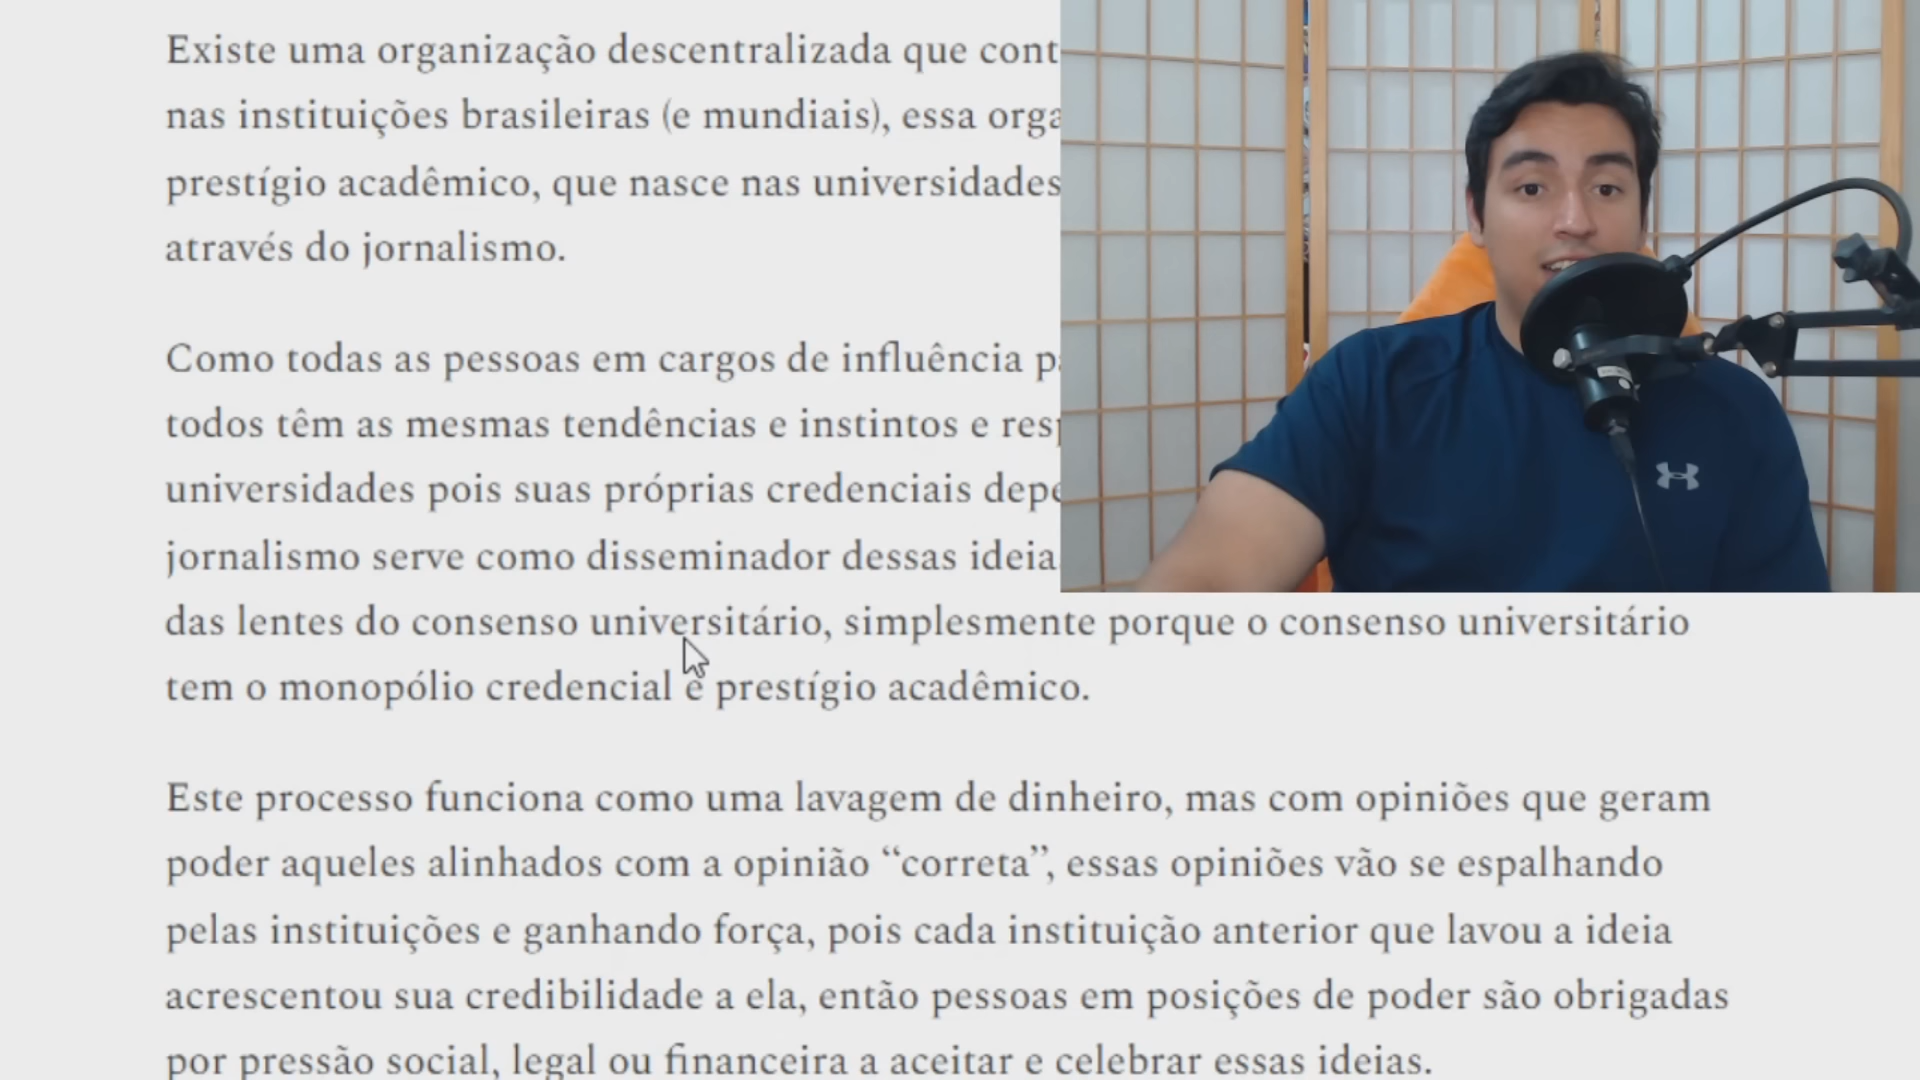 Existe uma organização descentralizada que
nas instituições brasileiras (e mundiais), essa
prestígio acadêmico, que nasce nas universidades
através do jornalismo.
Como todas as pessoas em cargos de influência
todos têm as mesmas tendências e instintos e
universidades pois suas próprias credenciais
jornalismo serve como disseminador dessas
das lentes do consenso universitário, simplesmente porque o consenso universitário
tem o monopólio credencial e prestígio acadêmico.
Este processo funciona como uma lavagem de dinheiro, mas com opiniões que geram
poder aqueles alinhados com a opinião “correta”, essas opiniões vão se espalhando
pelas instituições e ganhando força, pois cada instituição anterior que lavou a ideia
acrescentou sua credibilidade a ela, então pessoas em posições de poder são obrigadas
por pressão social, legal ou financeira a aceitar e celebrar essas ideias.